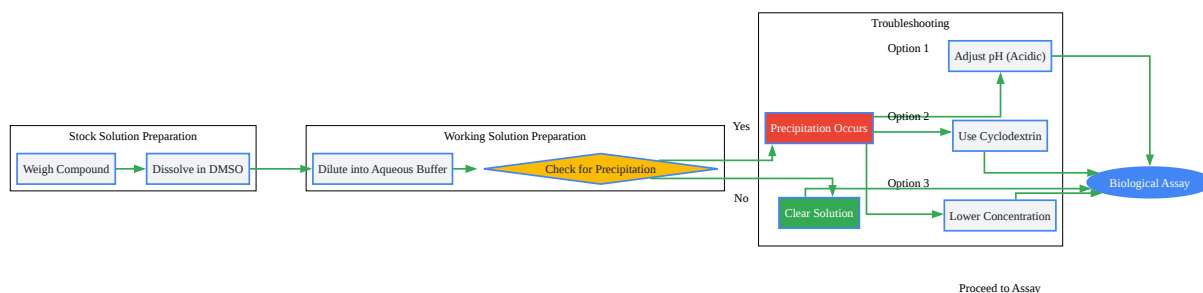 Troubleshooting
Option 1
Adjust pH (Acidic)
Stock Solution Preparation
Weigh Compound
Dissolve in DMSO
Working Solution Preparation
Dilute into Aqueous Buffer
Check for Precipitation
Yes
No
Precipitation Occurs
Option 2
Use Cyclodextrin
Option 3
Clear Solution
Lower Concentration
Biological Assay
Proceed to Assay